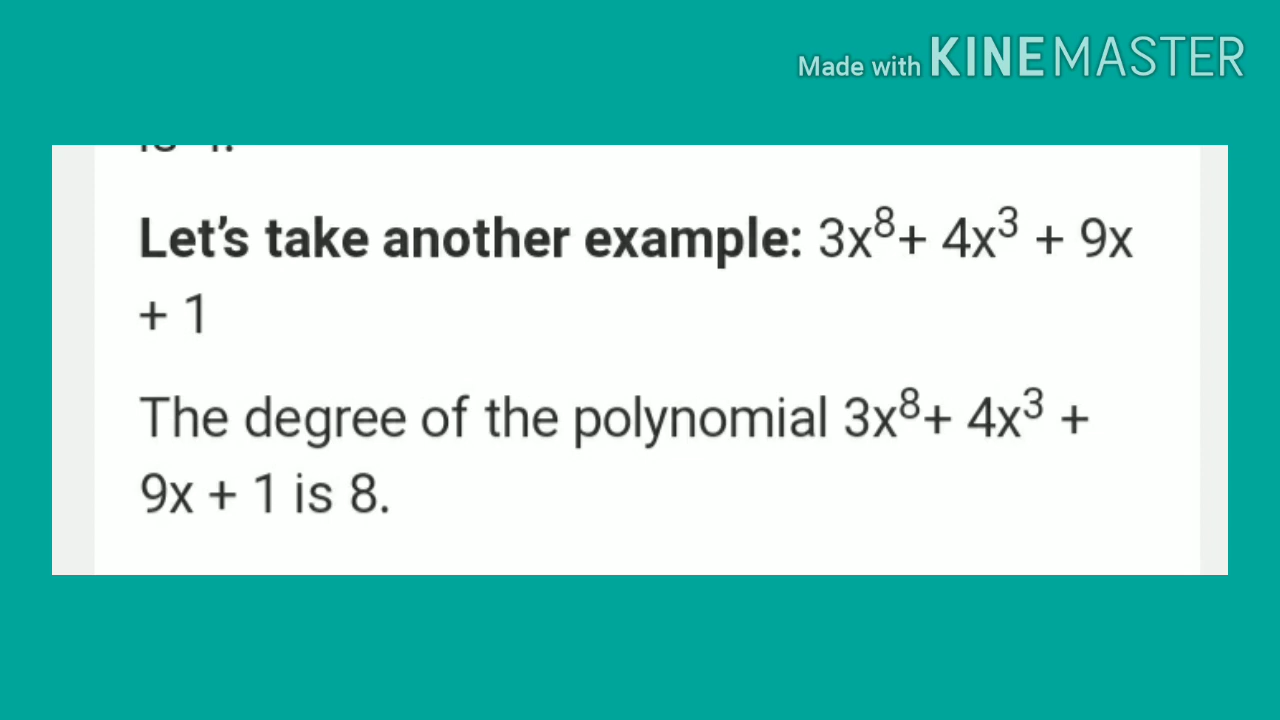 Made with KINEMASTER
Let's take another example: 3x⁸+ 4x³ + 9x
+ 1
The degree of the polynomial 3x⁸+ 4x³ +
9x + 1 is 8.